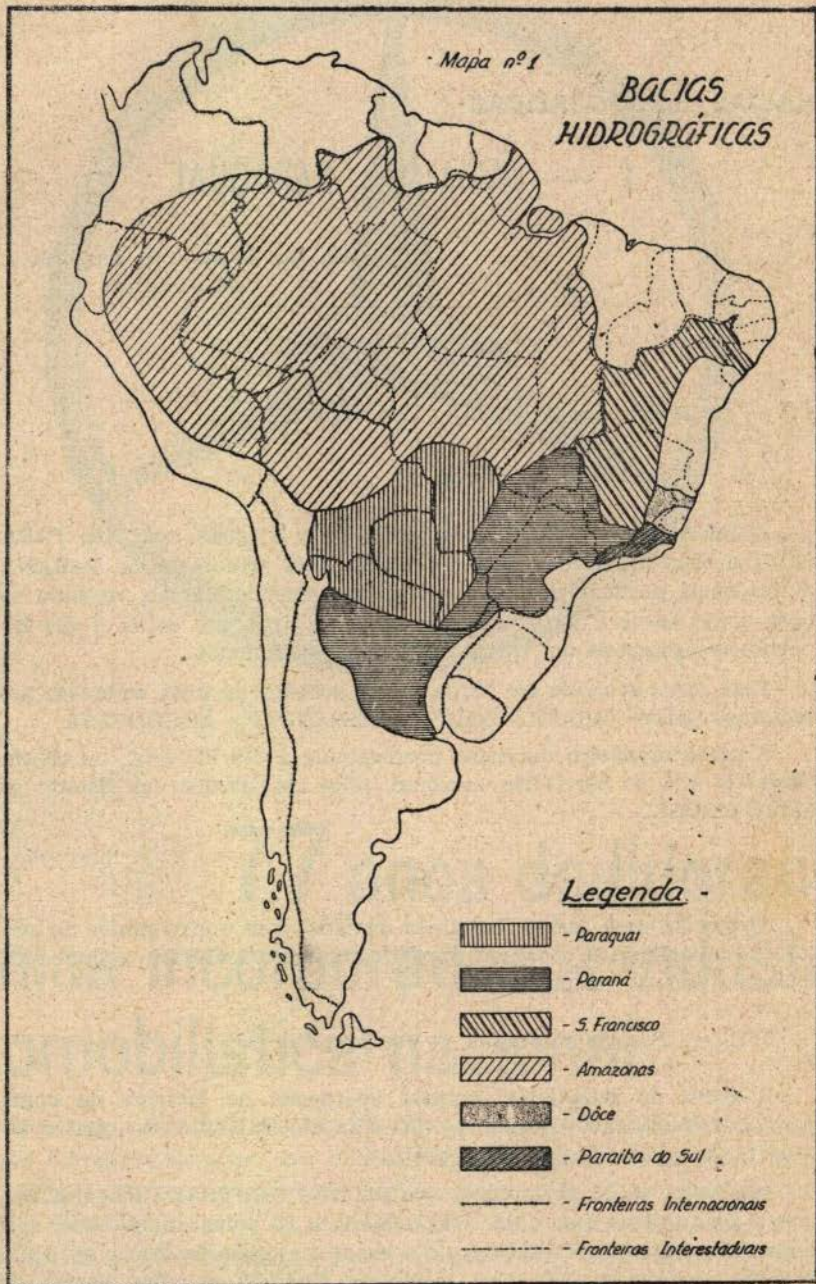 - Mapa nº 1
BACIAS
HIDROGRÁFICAS
Legenda -
- Paraguai
- Paraná
- S. Francisco
- Amazonas
- Dôce
- Paraíba do Sul
- Fronteiras Internacionais
- Fronteiras Interestaduais